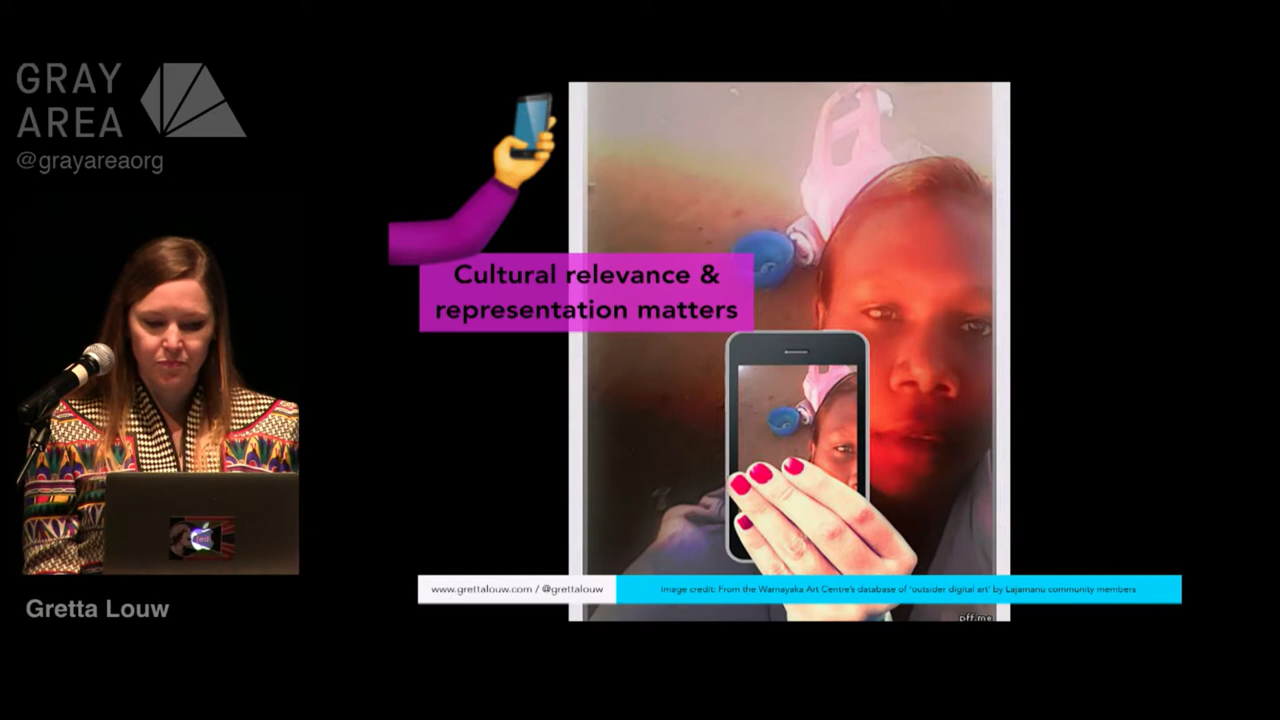 GRAY
AREA
@grayareaorg
Cultural relevance &
representation matters
www.grettalouw.com / @grettalouw
Image credit: From the Warnayaka Art Centre's database of 'outsider digital art' by Lajamanu community members
pff.me
Gretta Louw